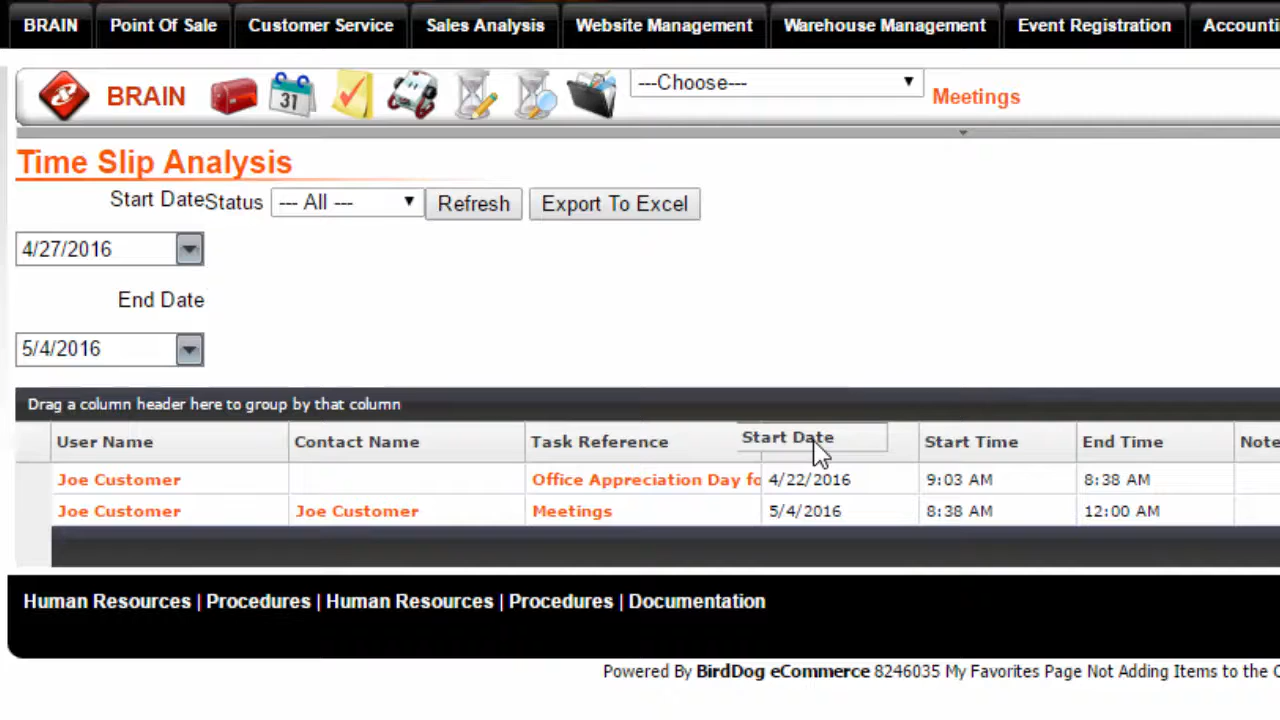 BRAIN Point Of Sale Customer Service Sales Analysis Website Management Warehouse Management Event Registration
31 BRAIN ---Choose--- Meetings
Time Slip Analysis
Start Date Status --- All --- Refresh Export To Excel
4/27/2016
End Date
5/4/2016
Drag a column header here to group by that column
User Name Contact Name Task Reference Start Date Start Time End Time
Joe Customer Office Appreciation Day fo 4/22/2016 9:03 AM 8:38 AM
Joe Customer Joe Customer Meetings 5/4/2016 8:38 AM 12:00 AM
Human Resources | Procedures | Human Resources | Procedures | Documentation
Powered By BirdDog eCommerce 8246035 My Favorites Page Not Adding Items to the